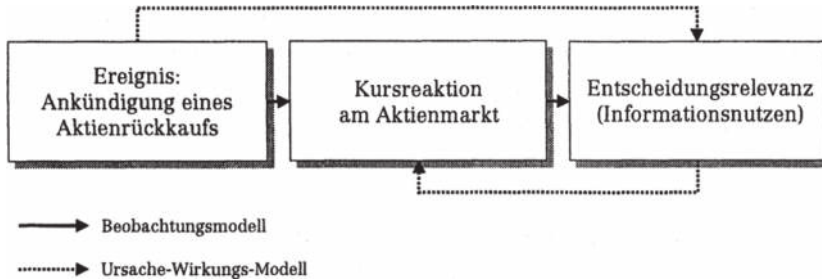 Ereignis:
Ankündigung eines
Aktienrückkaufs
Kursreaktion
am Aktienmarkt
Entscheidungsrelevanz
(Informationsnutzen)
Beobachtungsmodell
Ursache-Wirkungs-Modell